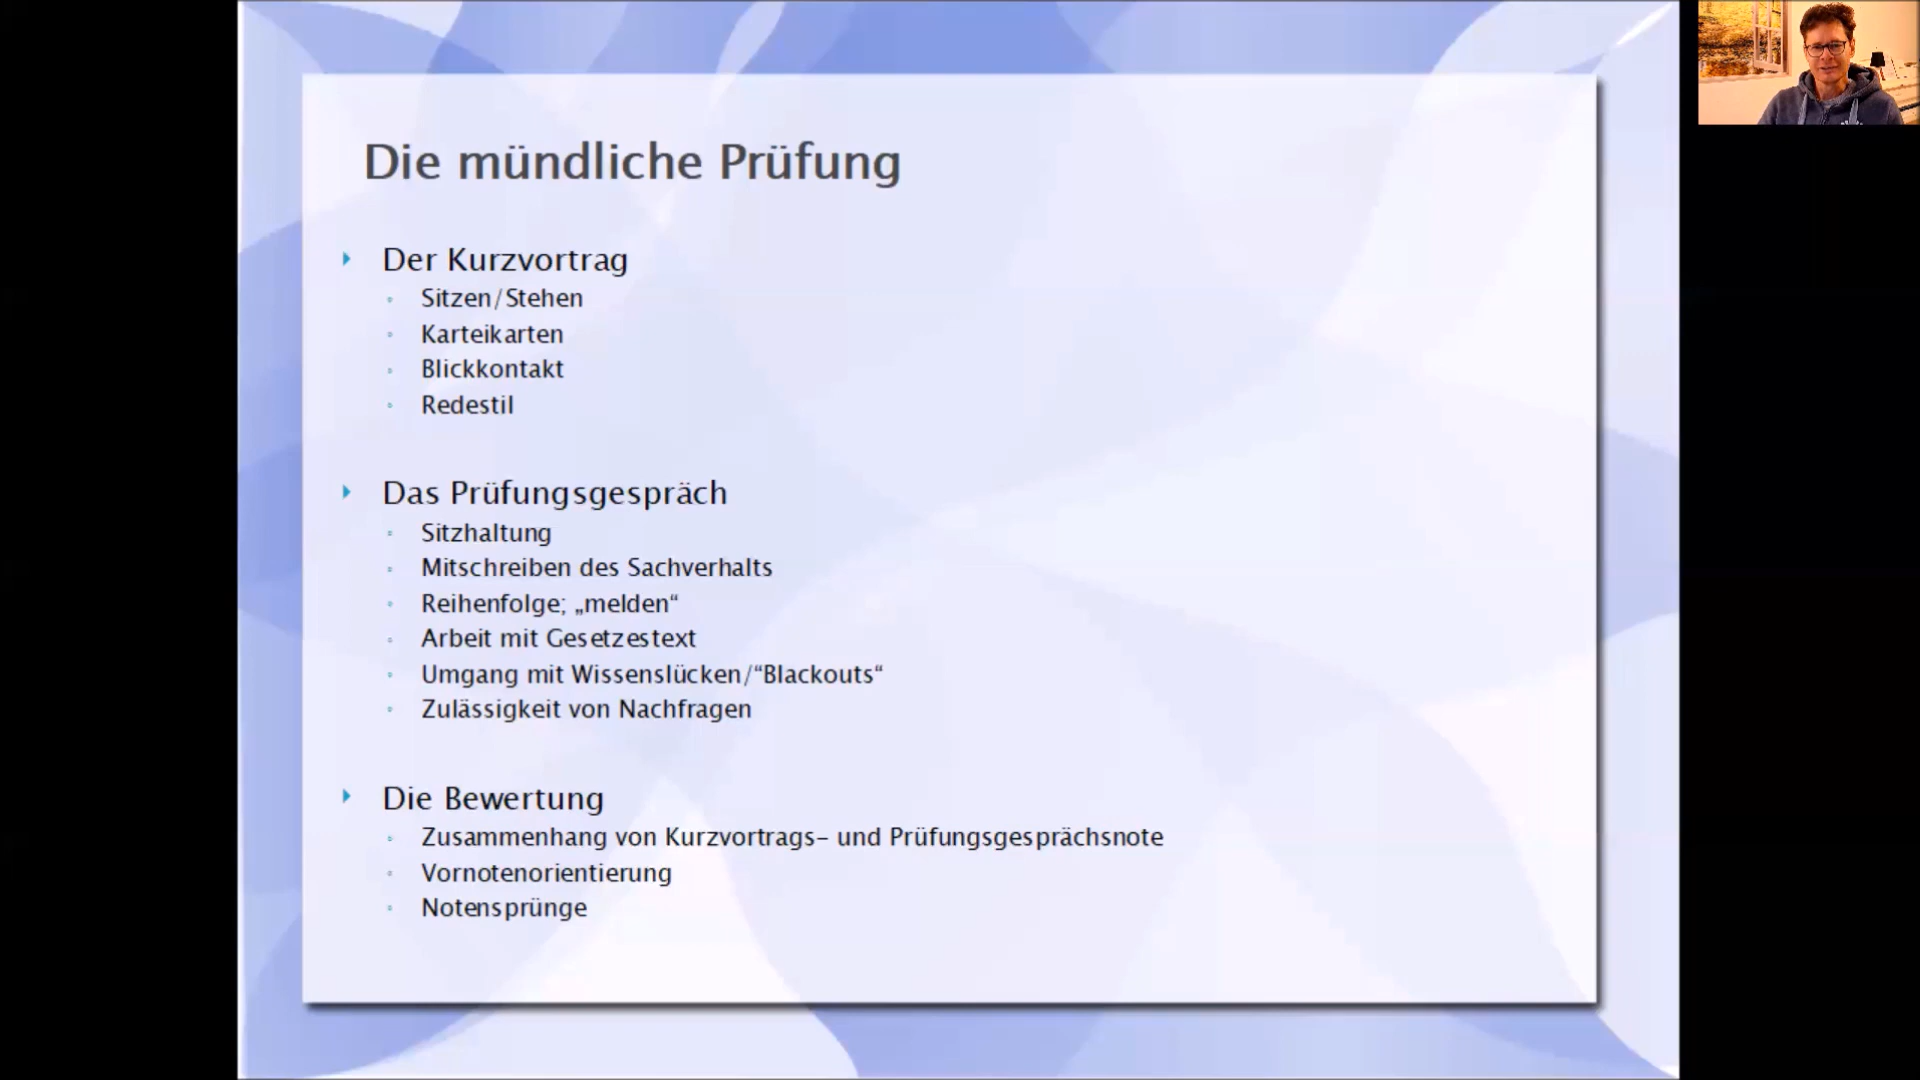 Die mündliche Prüfung
Der Kurzvortrag
Sitzen/Stehen
Karteikarten
Blickkontakt
Redestil
Das Prüfungsgespräch
Sitzhaltung
Mitschreiben des Sachverhalts
Reihenfolge; „melden“
Arbeit mit Gesetzestext
Umgang mit Wissenslücken/“Blackouts“
Zulässigkeit von Nachfragen
Die Bewertung
Zusammenhang von Kurzvortrags- und Prüfungsgesprächsnote
Vornotenorientierung
Notensprünge